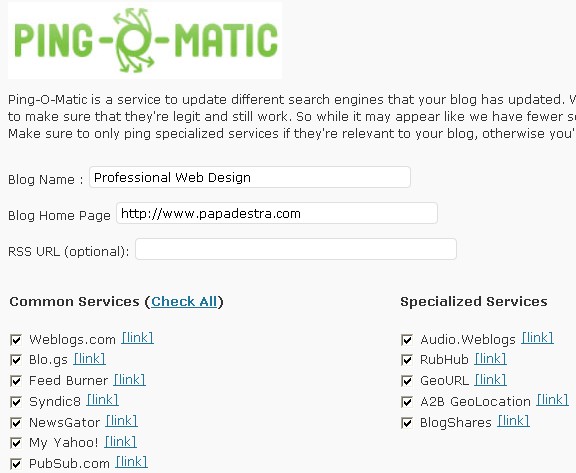 PING-O-MATIC
Ping-O-Matic is a service to update different search engines that your blog has updated. W
to make sure that they're legit and still work. So while it may appear like we have fewer s
Make sure to only ping specialized services if they're relevant to your blog, otherwise you'
Blog Name : Professional Web Design
Blog Home Page http://www.papadestra.com
RSS URL (optional):
Common Services (Check All)
Weblogs.com [link]
Blo.gs [link]
Feed Burner [link]
Syndic8 [link]
NewsGator [link]
My Yahoo! [link]
PubSub.com [link]
Specialized Services
Audio.Weblogs [link]
RubHub [link]
GeoURL [link]
A2B GeoLocation [link]
BlogShares [link]